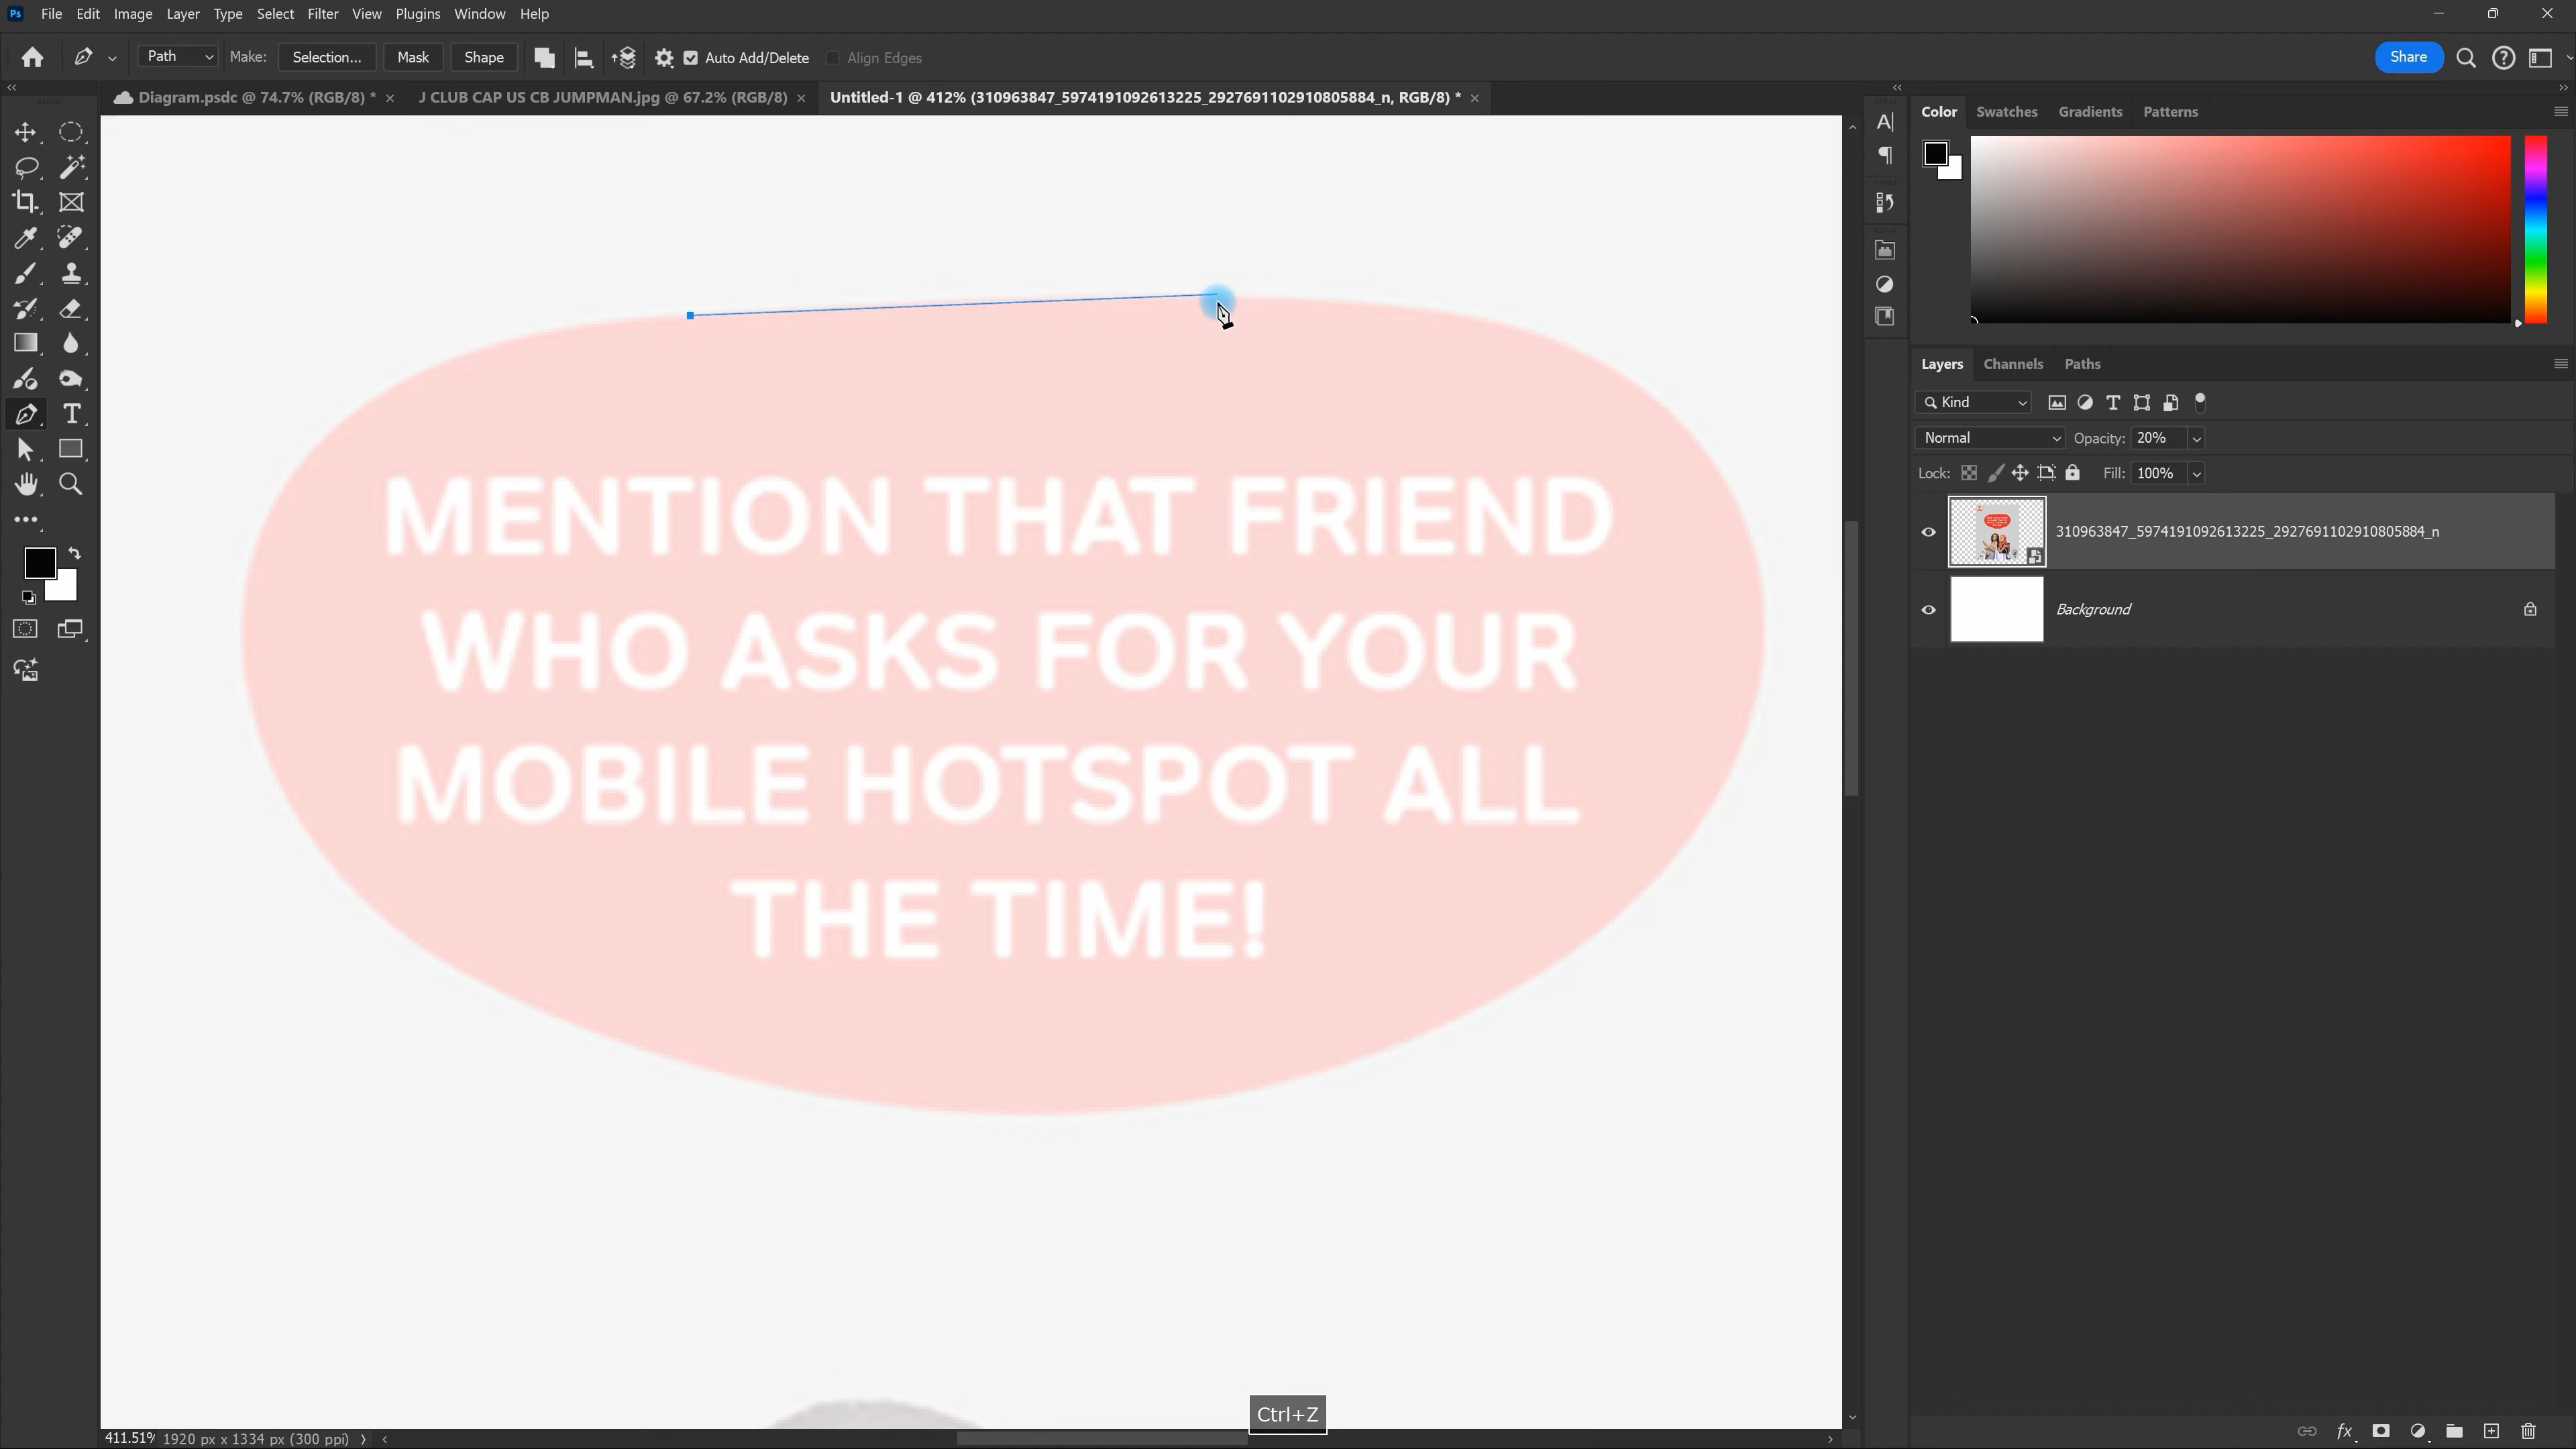 Ps File Edit Image Layer Type Select Filter View Plugins Window Help
Path Make: Selection... Mask Shape Auto Add/Delete Align Edges Share
Diagram.psdc @ 74.7% (RGB/8) * J CLUB CAP US CB JUMPMAN.jpg @ 67.2% (RGB/8) Untitled-1 @ 412% (310963847_5974191092613225_2927691102910805884_n, RGB/8) *
Color Swatches Gradients Patterns
Layers Channels Paths
Kind
Normal Opacity: 20%
Lock: Fill: 100%
310963847_5974191092613225_2927691102910805884_n
Background
MENTION THAT FRIEND
WHO ASKS FOR YOUR
MOBILE HOTSPOT ALL
THE TIME!
Ctrl+Z
411.51% 1920 px x 1334 px (300 ppi)